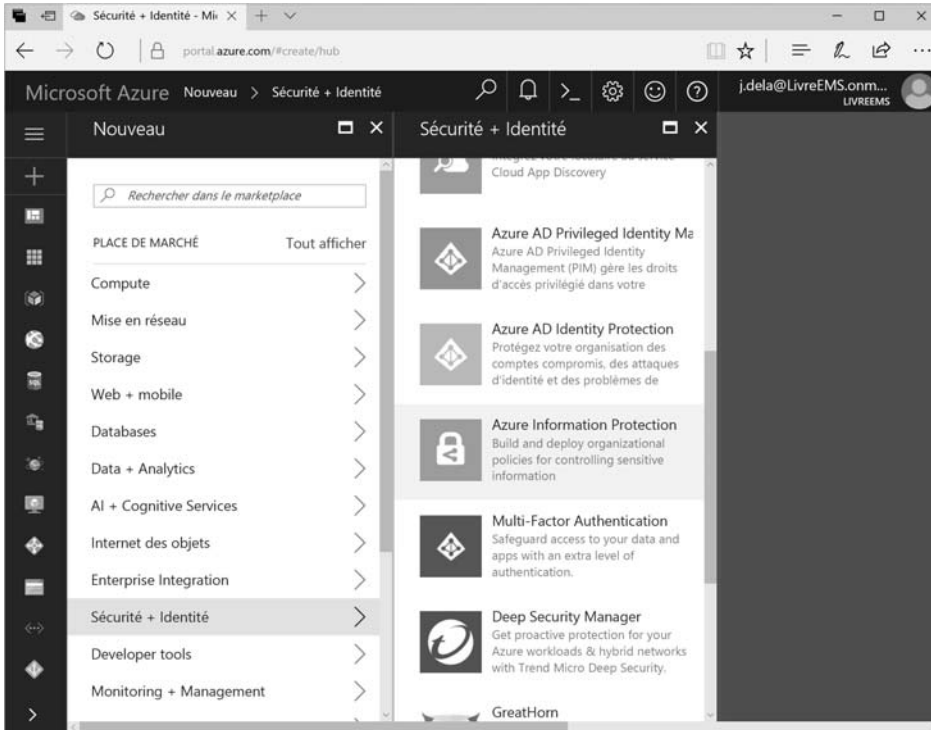 Sécurité + Identité - Mi
portal.azure.com/#create/hub
Microsoft Azure Nouveau > Sécurité + Identité
j.dela@LivreEMS.onm...
LIVREEMS
Nouveau
Rechercher dans le marketplace
PLACE DE MARCHÉ Tout afficher
Compute
Mise en réseau
Storage
Web + mobile
Databases
Data + Analytics
AI + Cognitive Services
Internet des objets
Enterprise Integration
Sécurité + Identité
Developer tools
Monitoring + Management
Sécurité + Identité
Cloud App Discovery
Azure AD Privileged Identity Ma
Azure AD Privileged Identity
Management (PIM) gère les droits
d'accès privilégié dans votre
Azure AD Identity Protection
Protégez votre organisation des
comptes compromis, des attaques
d'identité et des problèmes de
Azure Information Protection
Build and deploy organizational
policies for controlling sensitive
information
Multi-Factor Authentication
Safeguard access to your data and
apps with an extra level of
authentication.
Deep Security Manager
Get proactive protection for your
Azure workloads & hybrid networks
with Trend Micro Deep Security.
GreatHorn